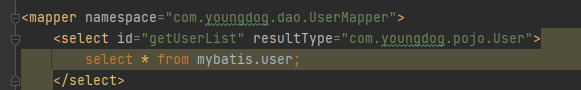 <mapper namespace="com.youngdog.dao.UserMapper">
<select id="getUserList" resultType="com.youngdog.pojo.User">
select * from mybatis.user;
</select>